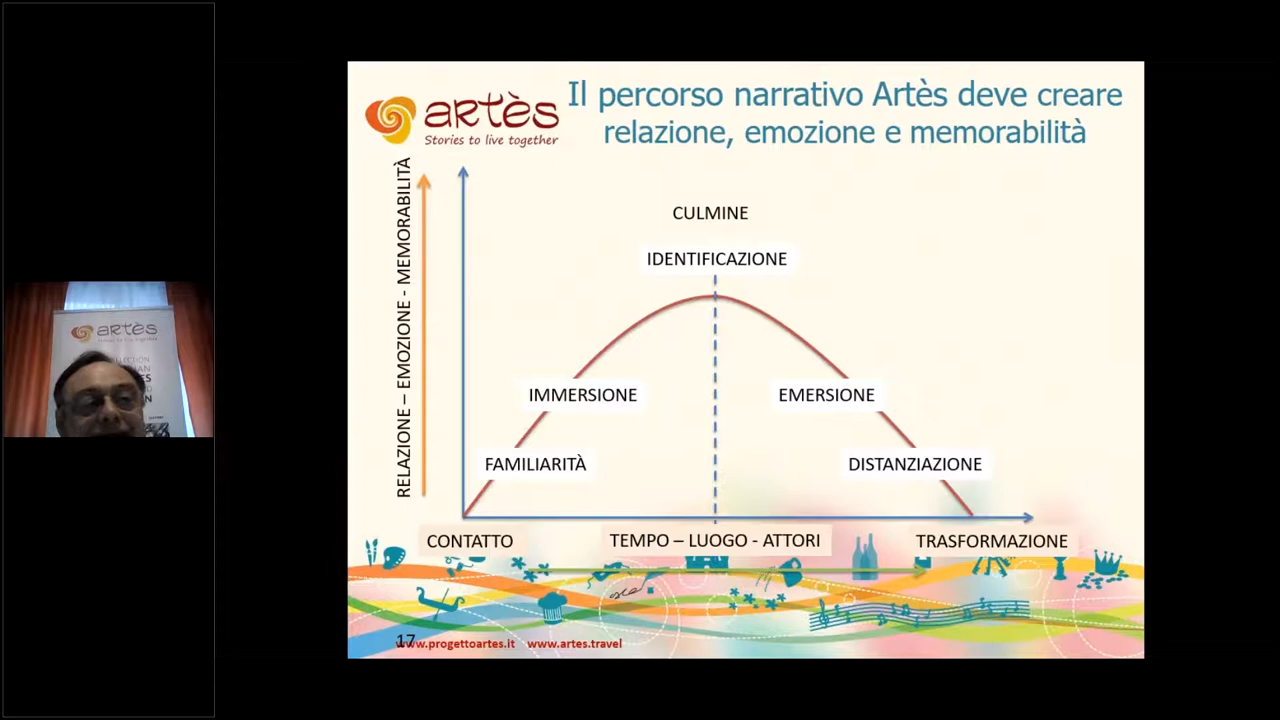 artès
Stories to live together
Il percorso narrativo Artès deve creare
relazione, emozione e memorabilità
RELAZIONE – EMOZIONE - MEMORABILITÀ
CULMINE
IDENTIFICAZIONE
IMMERSIONE
EMERSIONE
FAMILIARITÀ
DISTANZIAZIONE
CONTATTO
TEMPO – LUOGO - ATTORI
TRASFORMAZIONE
17
www.progettoartes.it www.artes.travel
artès